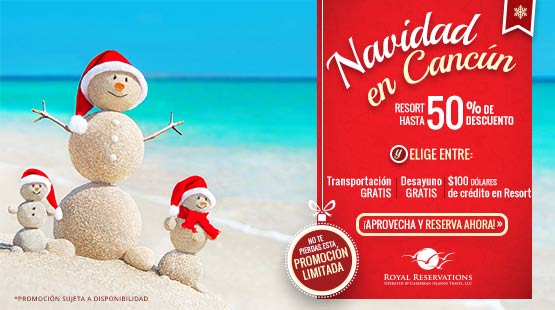 Navidad
en Cancún
RESORT
HASTA 50% DE
DESCUENTO
y ELIGE ENTRE:
Transportación
GRATIS
Desayuno
GRATIS
$100 DÓLARES
de crédito en Resort
¡APROVECHA Y RESERVA AHORA! »
NO TE
PIERDAS ESTA
PROMOCIÓN
LIMITADA
ROYAL RESERVATIONS
OPERATED BY CARIBBEAN ISLANDS TRAVEL, LLC
*PROMOCIÓN SUJETA A DISPONIBILIDAD